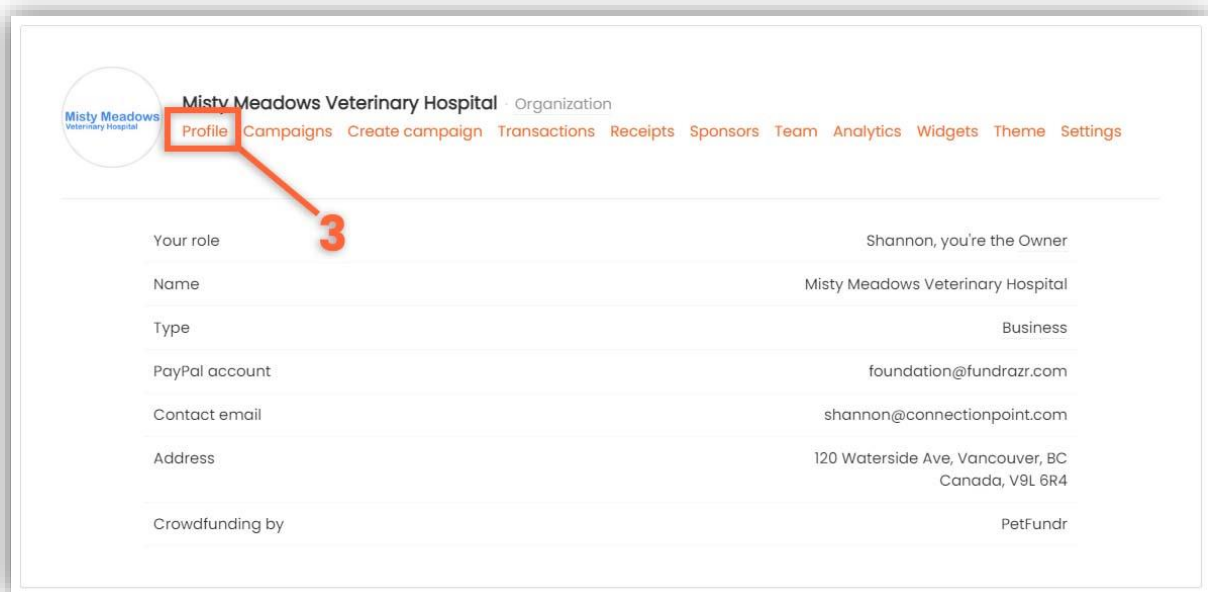 Misty Meadows
Veterinary Hospital
Misty Meadows Veterinary Hospital · Organization
Profile Campaigns Create campaign Transactions Receipts Sponsors Team Analytics Widgets Theme Settings
3
Your role Shannon, you're the Owner
Name Misty Meadows Veterinary Hospital
Type Business
PayPal account foundation@fundrazr.com
Contact email shannon@connectionpoint.com
Address 120 Waterside Ave, Vancouver, BC
Canada, V9L 6R4
Crowdfunding by PetFundr